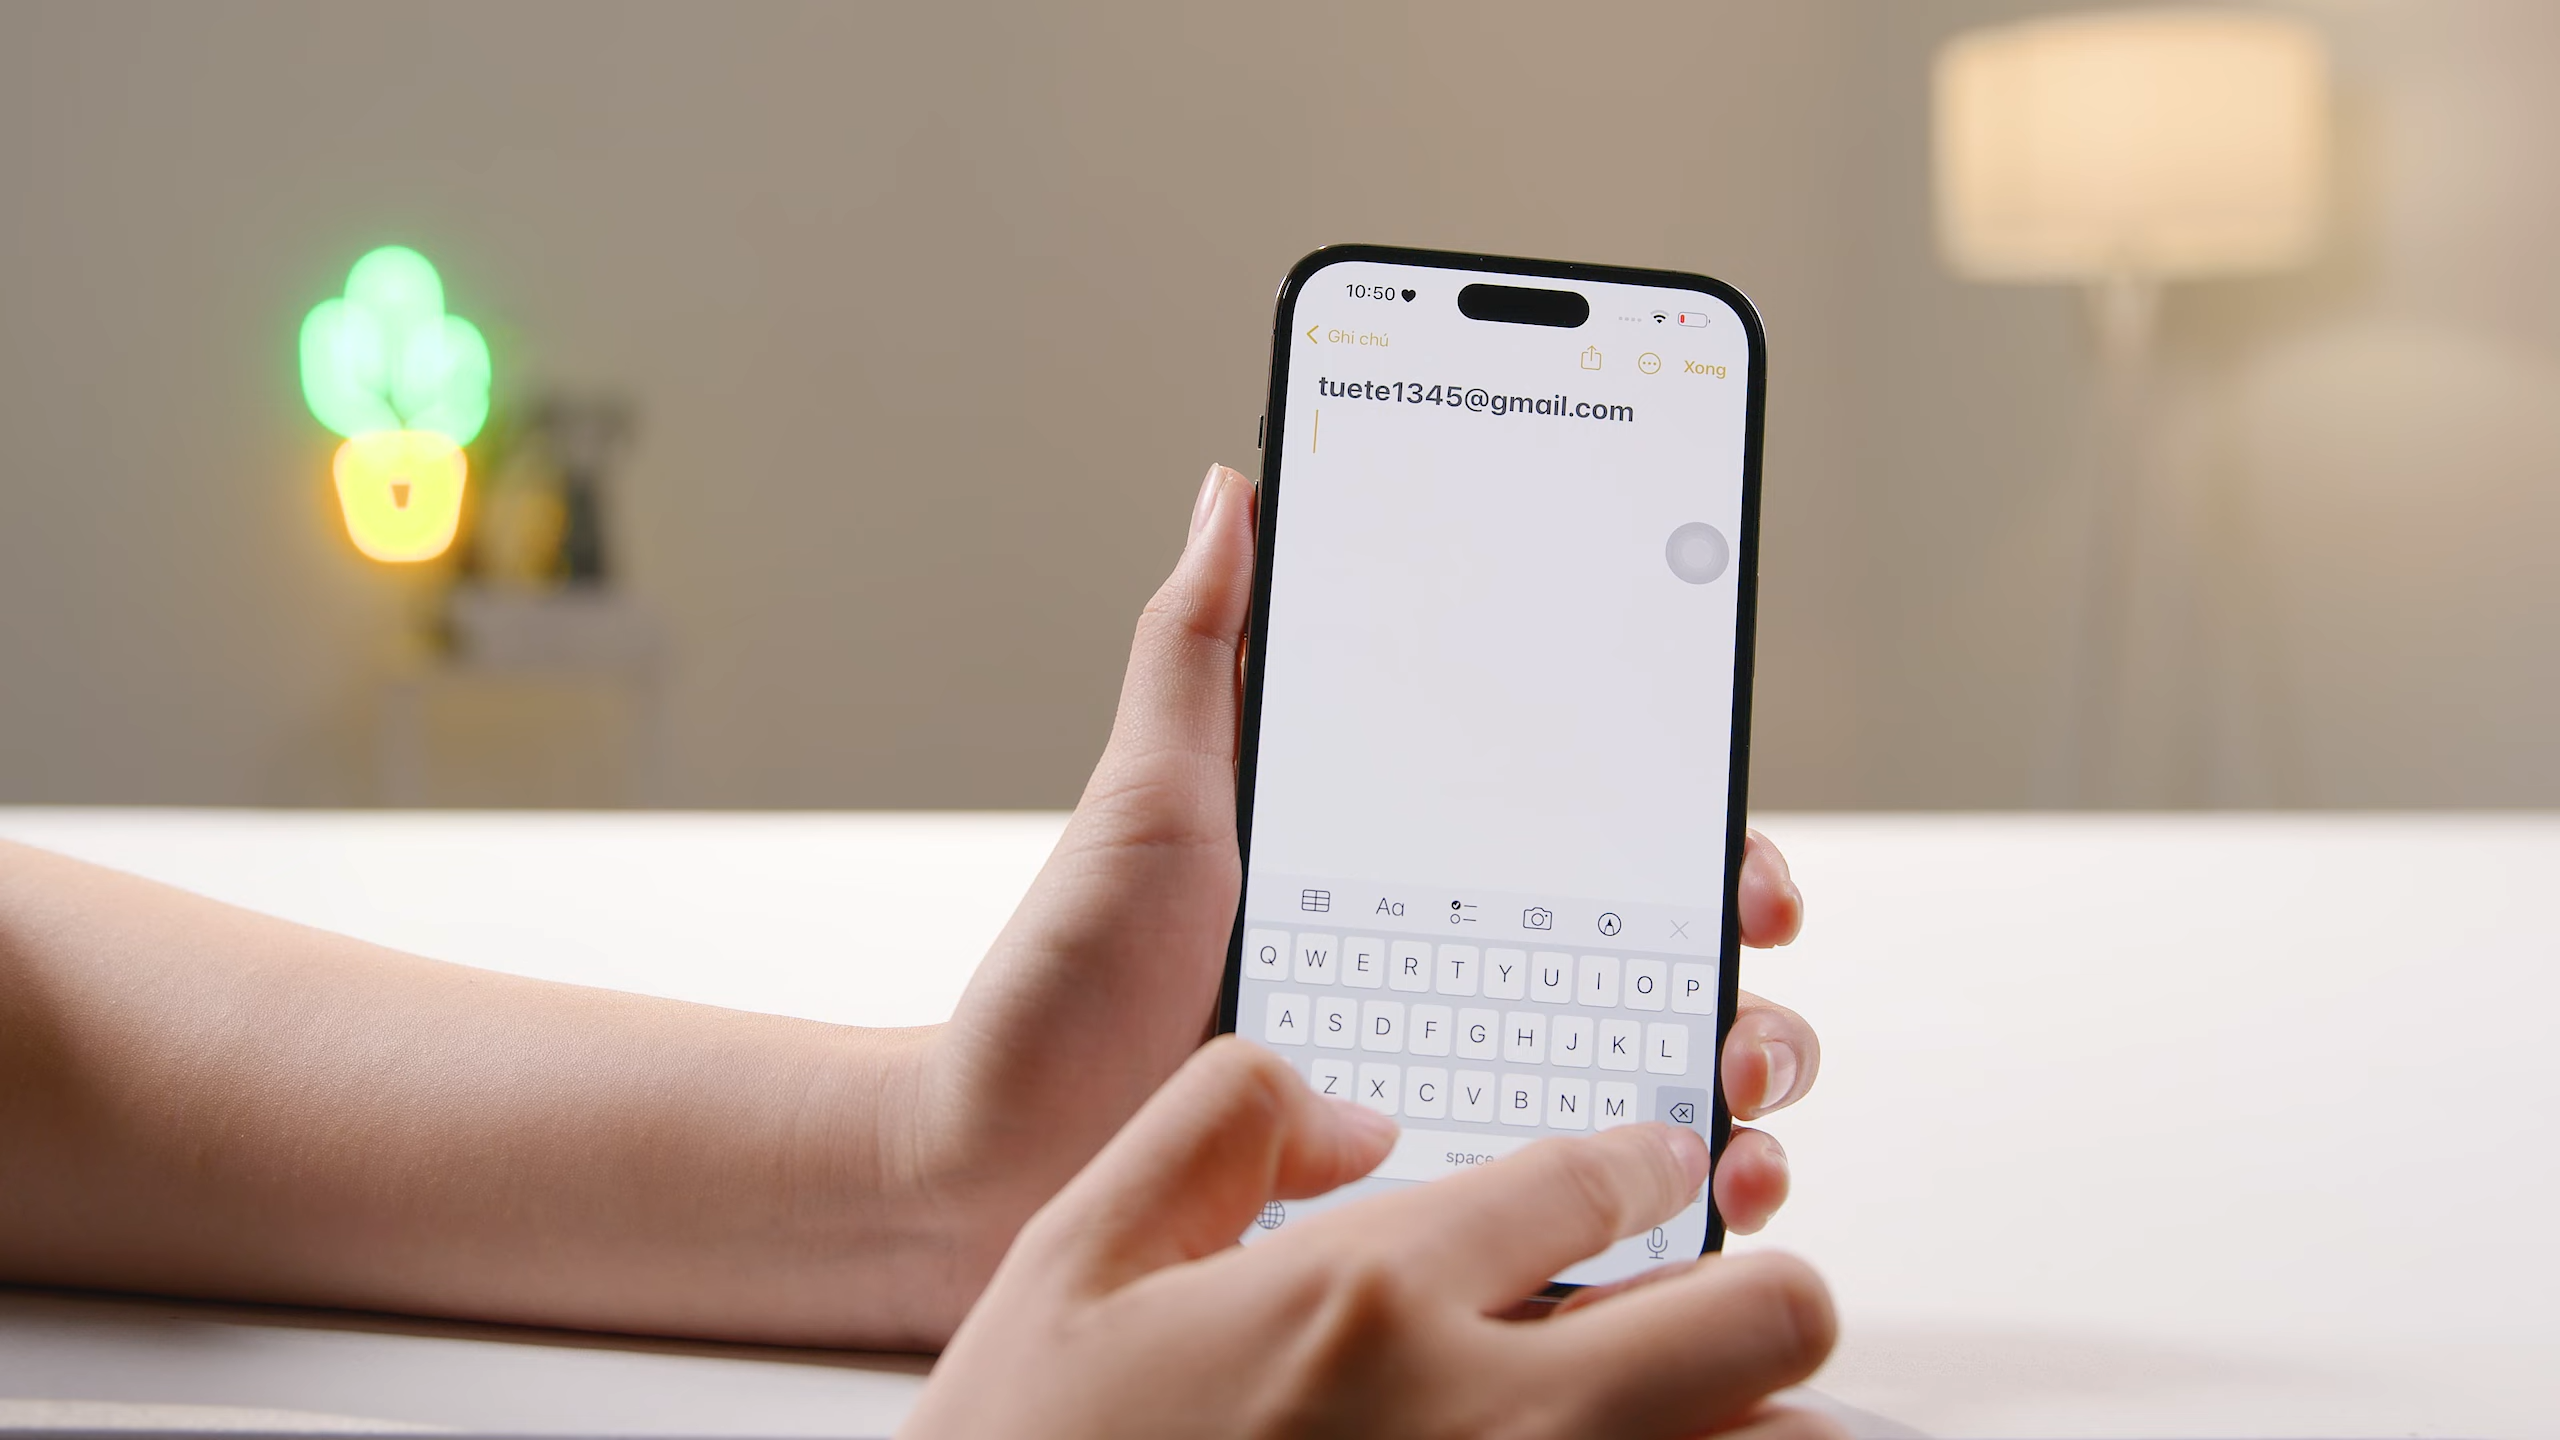 10:50
Ghi chú
Xong
tuete1345@gmail.com
Aa
Q W E R T Y U I O P
A S D F G H J K L
Z X C V B N M
space